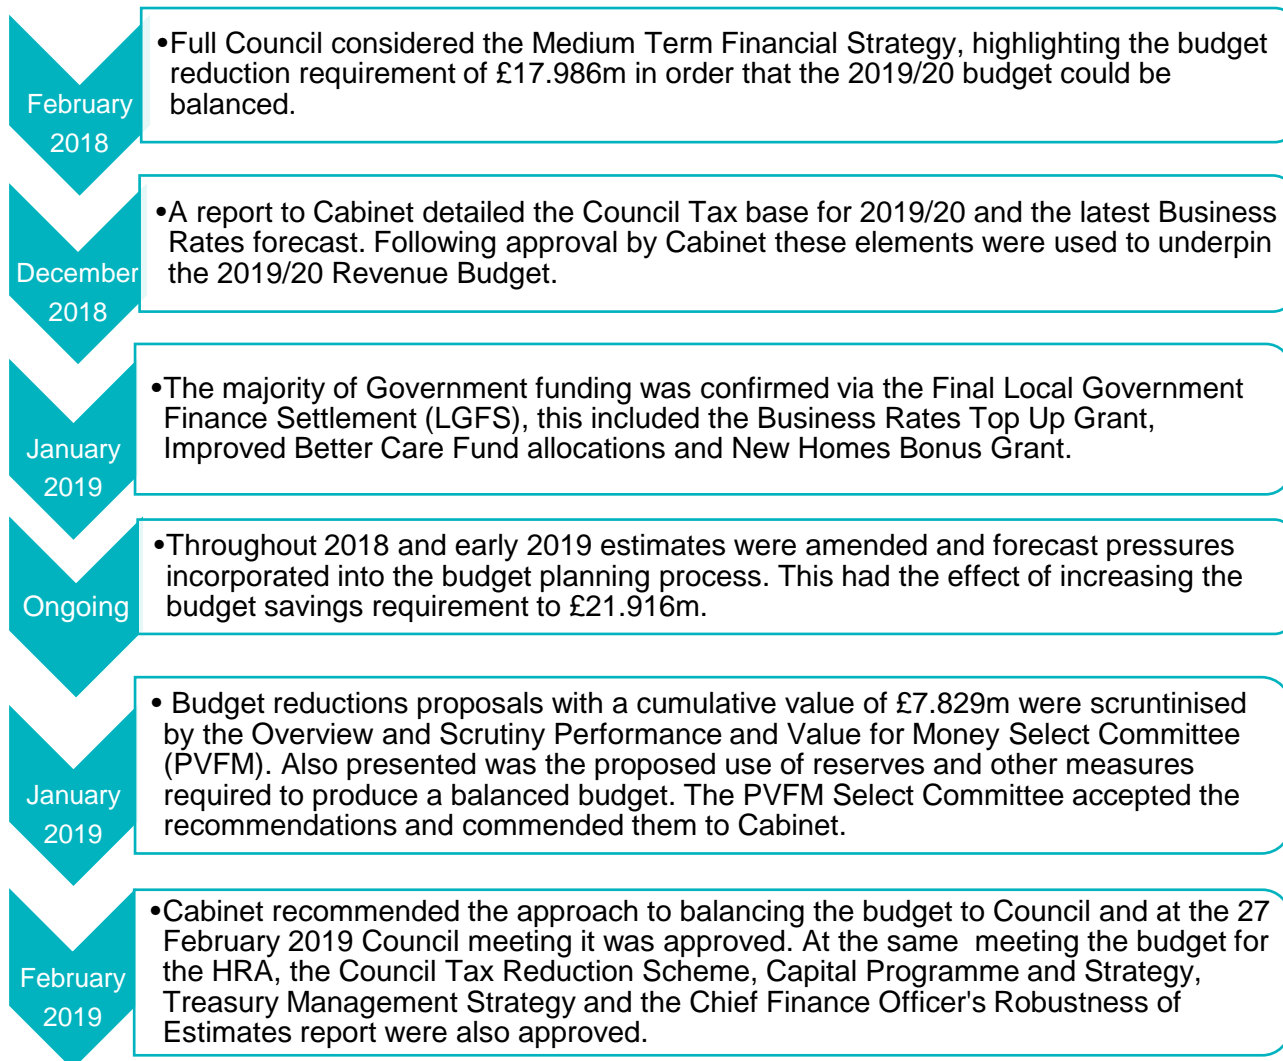 February
2018
•Full Council considered the Medium Term Financial Strategy, highlighting the budget
reduction requirement of £17.986m in order that the 2019/20 budget could be
balanced.
December
2018
•A report to Cabinet detailed the Council Tax base for 2019/20 and the latest Business
Rates forecast. Following approval by Cabinet these elements were used to underpin
the 2019/20 Revenue Budget.
January
2019
•The majority of Government funding was confirmed via the Final Local Government
Finance Settlement (LGFS), this included the Business Rates Top Up Grant,
Improved Better Care Fund allocations and New Homes Bonus Grant.
Ongoing
•Throughout 2018 and early 2019 estimates were amended and forecast pressures
incorporated into the budget planning process. This had the effect of increasing the
budget savings requirement to £21.916m.
January
2019
• Budget reductions proposals with a cumulative value of £7.829m were scruntinised
by the Overview and Scrutiny Performance and Value for Money Select Committee
(PVFM). Also presented was the proposed use of reserves and other measures
required to produce a balanced budget. The PVFM Select Committee accepted the
recommendations and commended them to Cabinet.
February
2019
•Cabinet recommended the approach to balancing the budget to Council and at the 27
February 2019 Council meeting it was approved. At the same  meeting the budget for
the HRA, the Council Tax Reduction Scheme, Capital Programme and Strategy,
Treasury Management Strategy and the Chief Finance Officer's Robustness of
Estimates report were also approved.